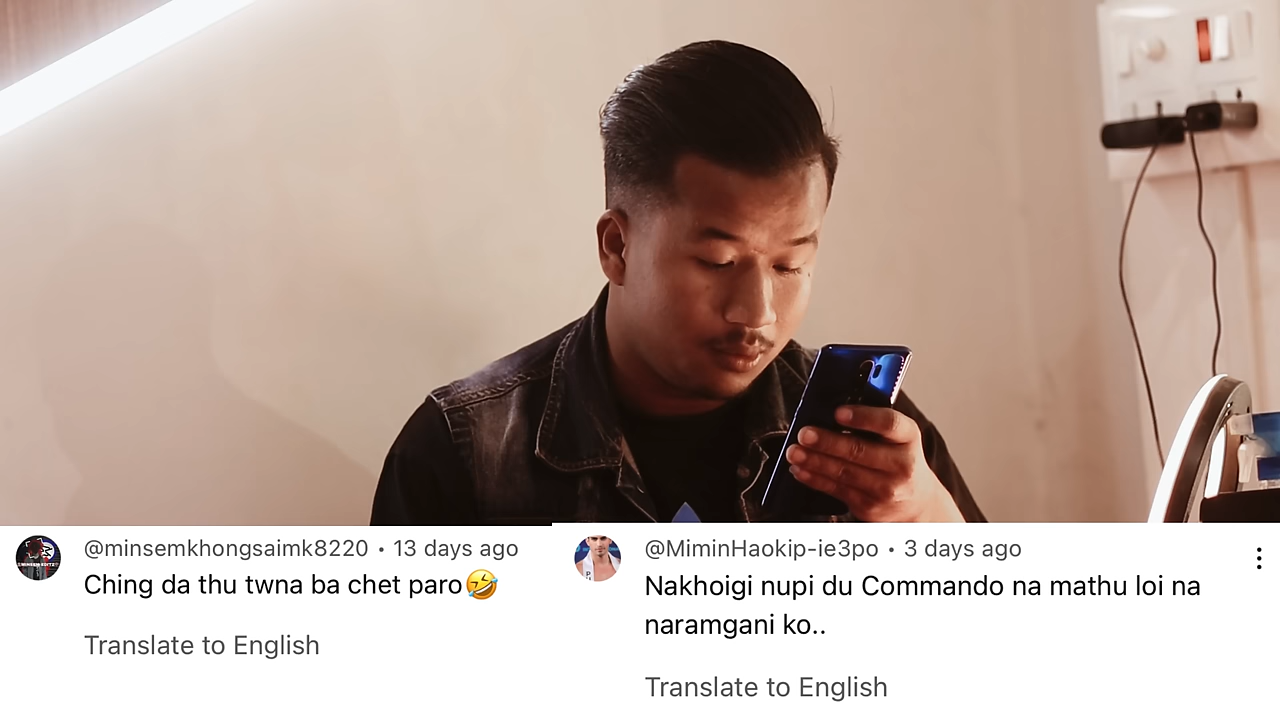 @minsemkhongsaimk8220 • 13 days ago
Ching da thu twna ba chet paro🤣
Translate to English
@MiminHaokip-ie3po • 3 days ago
Nakhoigi nupi du Commando na mathu loi na
naramgani ko..
Translate to English